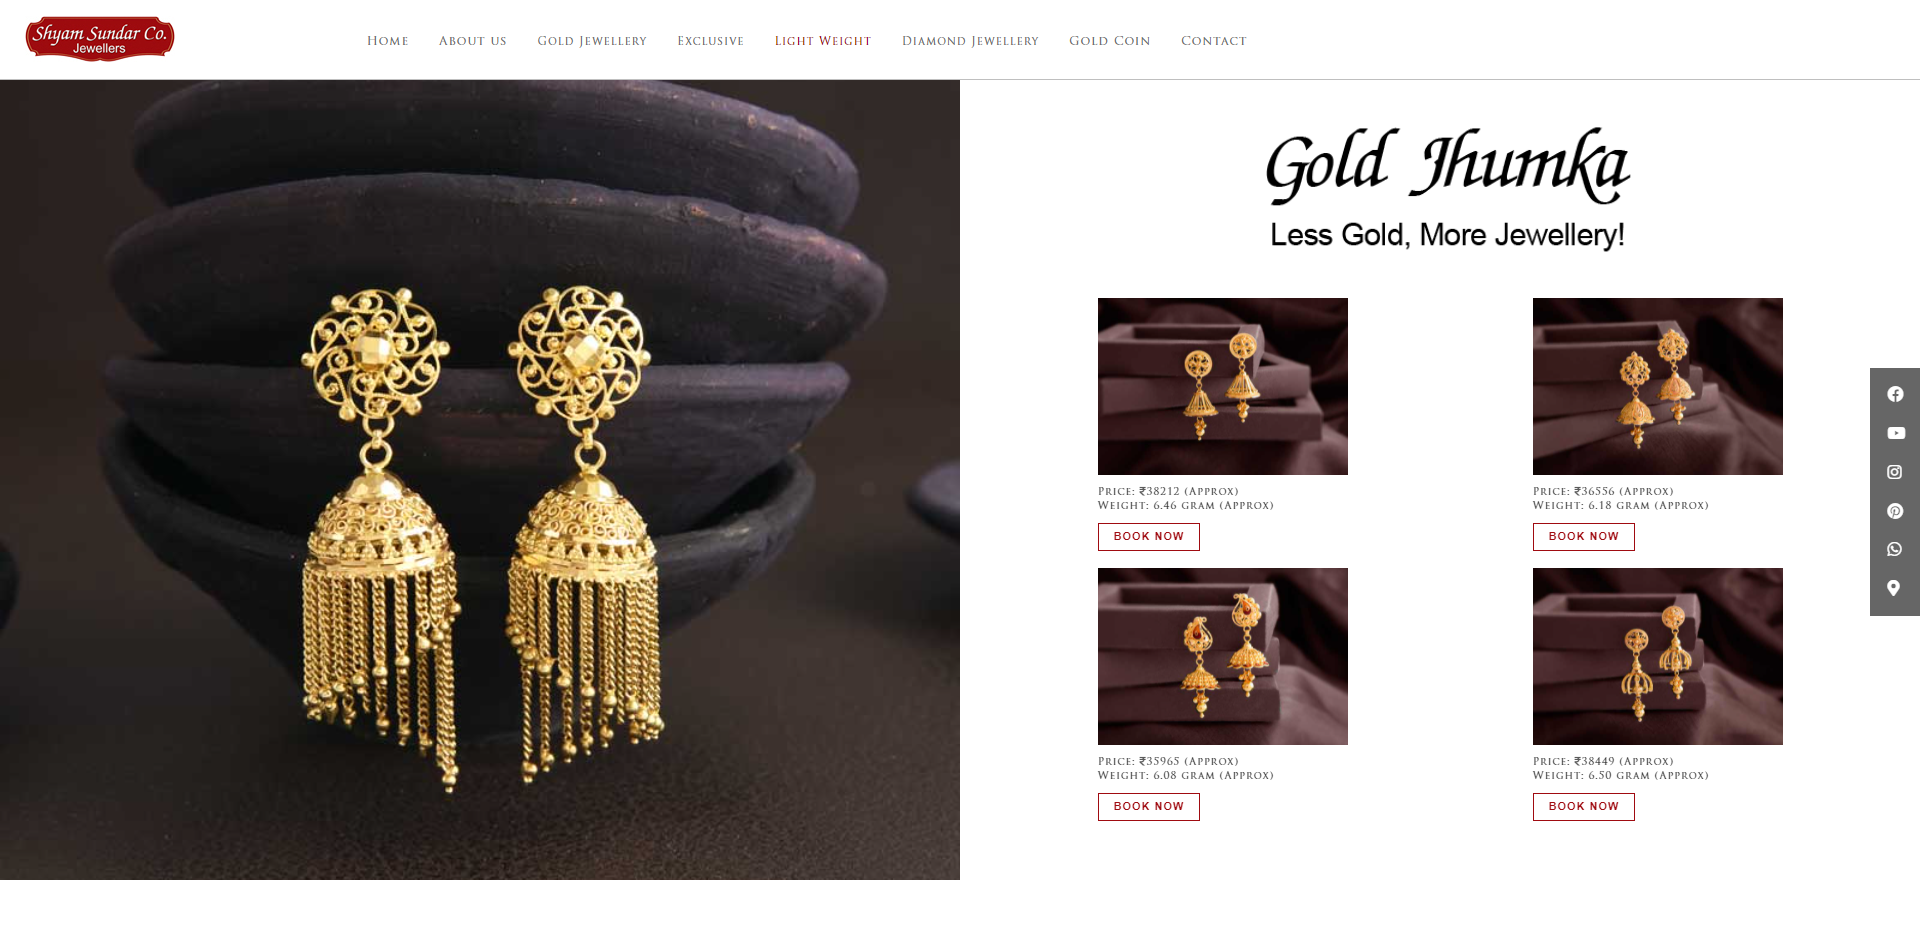 Shyam Sundar Co.
Jewellers
Home About us Gold Jewellery Exclusive Light Weight Diamond Jewellery Gold Coin Contact
Gold Jhumka
Less Gold, More Jewellery!
Price: ₹38212 (Approx)
Weight: 6.46 gram (Approx)
BOOK NOW
Price: ₹36556 (Approx)
Weight: 6.18 gram (Approx)
BOOK NOW
Price: ₹35965 (Approx)
Weight: 6.08 gram (Approx)
BOOK NOW
Price: ₹38449 (Approx)
Weight: 6.50 gram (Approx)
BOOK NOW